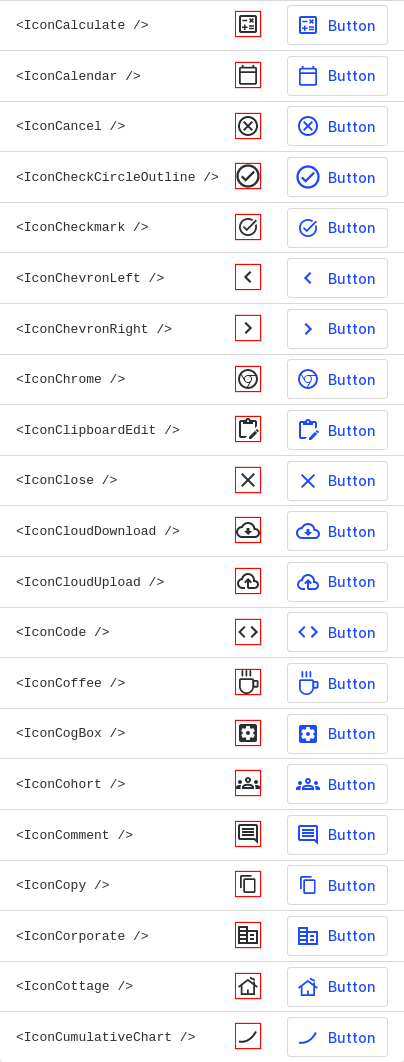 <IconCalculate /> Button
<IconCalendar /> Button
<IconCancel /> Button
<IconCheckCircleOutline /> Button
<IconCheckmark /> Button
<IconChevronLeft /> Button
<IconChevronRight /> Button
<IconChrome /> Button
<IconClipboardEdit /> Button
<IconClose /> Button
<IconCloudDownload /> Button
<IconCloudUpload /> Button
<IconCode /> Button
<IconCoffee /> Button
<IconCogBox /> Button
<IconCohort /> Button
<IconComment /> Button
<IconCopy /> Button
<IconCorporate /> Button
<IconCottage /> Button
<IconCumulativeChart /> Button